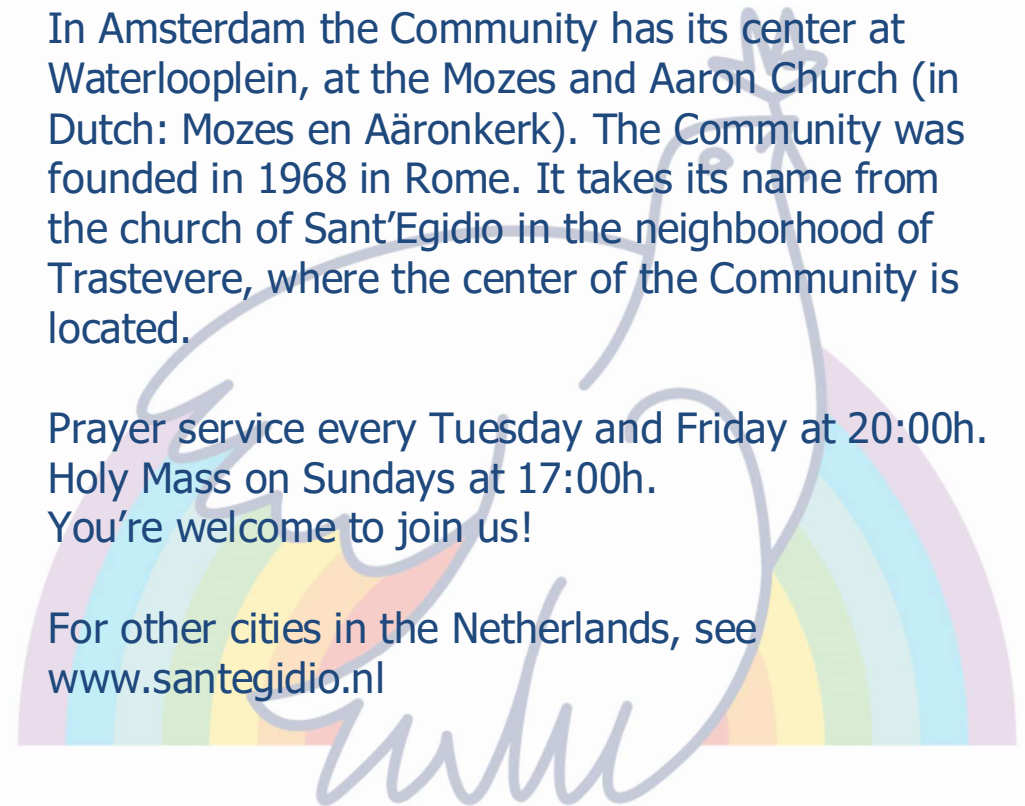 In Amsterdam the Community has its center at
Waterlooplein, at the Mozes and Aaron Church (in
Dutch: Mozes en Aäronkerk). The Community was
founded in 1968 in Rome. It takes its name from
the church of Sant’Egidio in the neighborhood of
Trastevere, where the center of the Community is
located.
Prayer service every Tuesday and Friday at 20:00h.
Holy Mass on Sundays at 17:00h.
You’re welcome to join us!
For other cities in the Netherlands, see
www.santegidio.nl